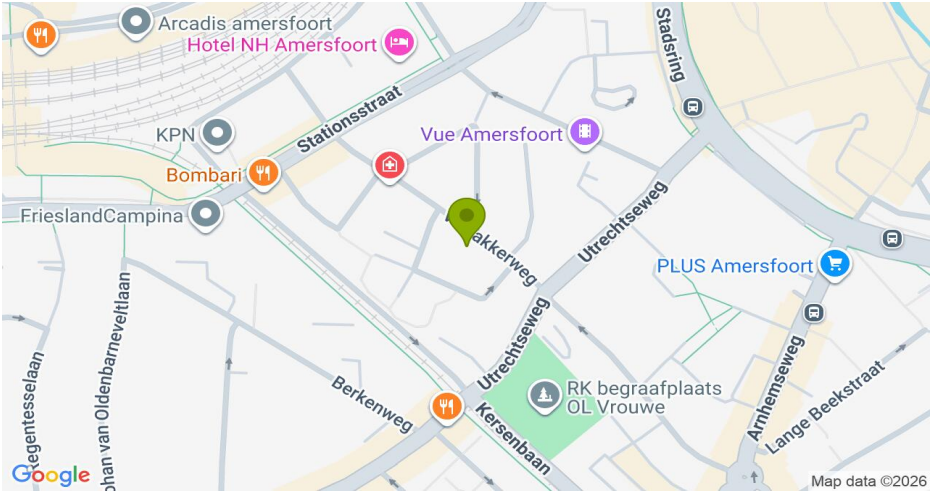 Arcadis amersfoort
Hotel NH Amersfoort
Stadsring
Stationsstraat
KPN
Vue Amersfoort
Bombari
FrieslandCampina
akkerweg
Utrechtseweg
PLUS Amersfoort
Utrechtseweg
Regentesselaan
ohan van Oldenbarneveltlaan
Berkenweg
RK begraafplaats
OL Vrouwe
Kersenbaan
Arnhemseweg
Lange Beekstraat
Google
Map data ©2026